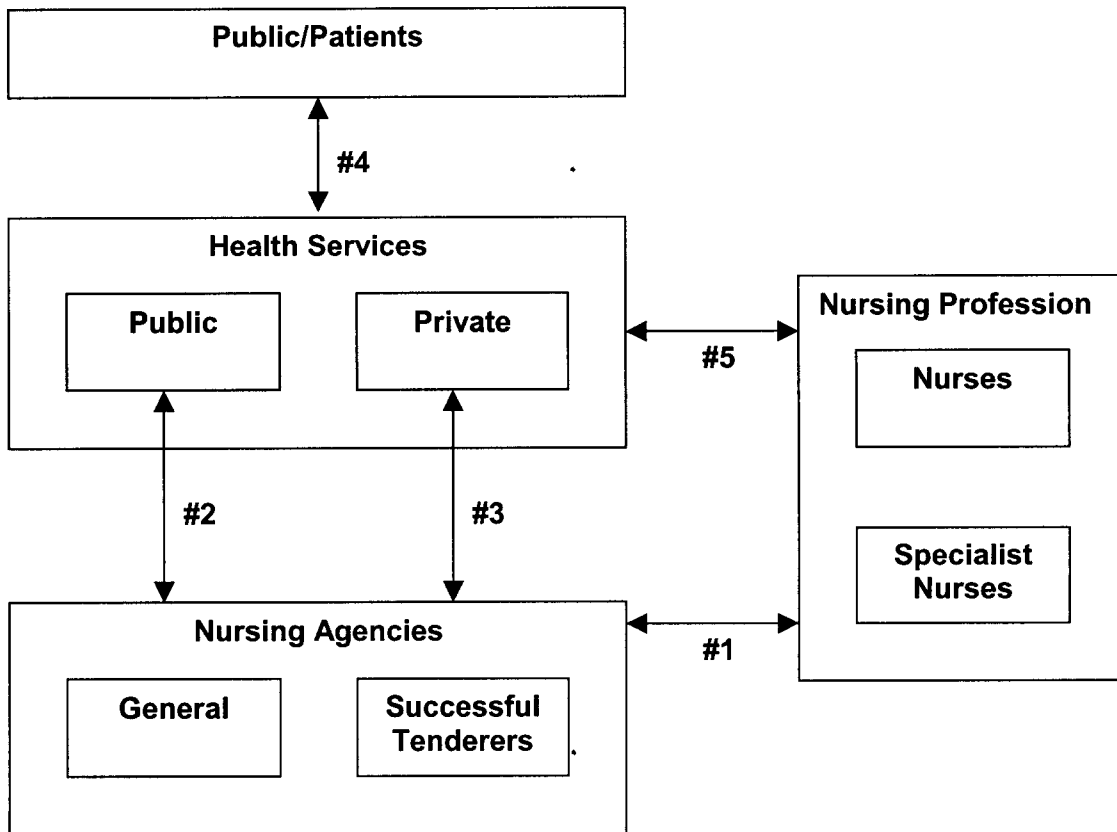 Public/Patients
#4
Health Services
Public
Private
#5
Nursing Profession
Nurses
Specialist
Nurses
#2
#3
Nursing Agencies
#1
General
Successful
Tenderers